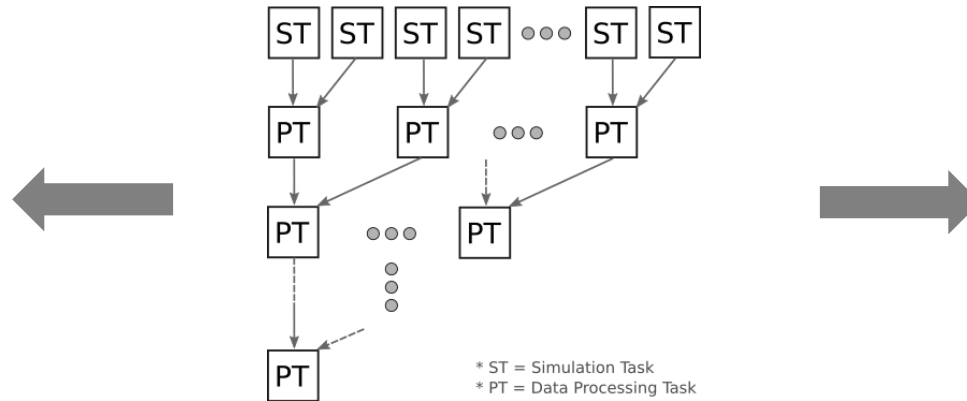 ST ST ST ST ST ST
PT PT PT
PT PT
PT
* ST = Simulation Task
* PT = Data Processing Task